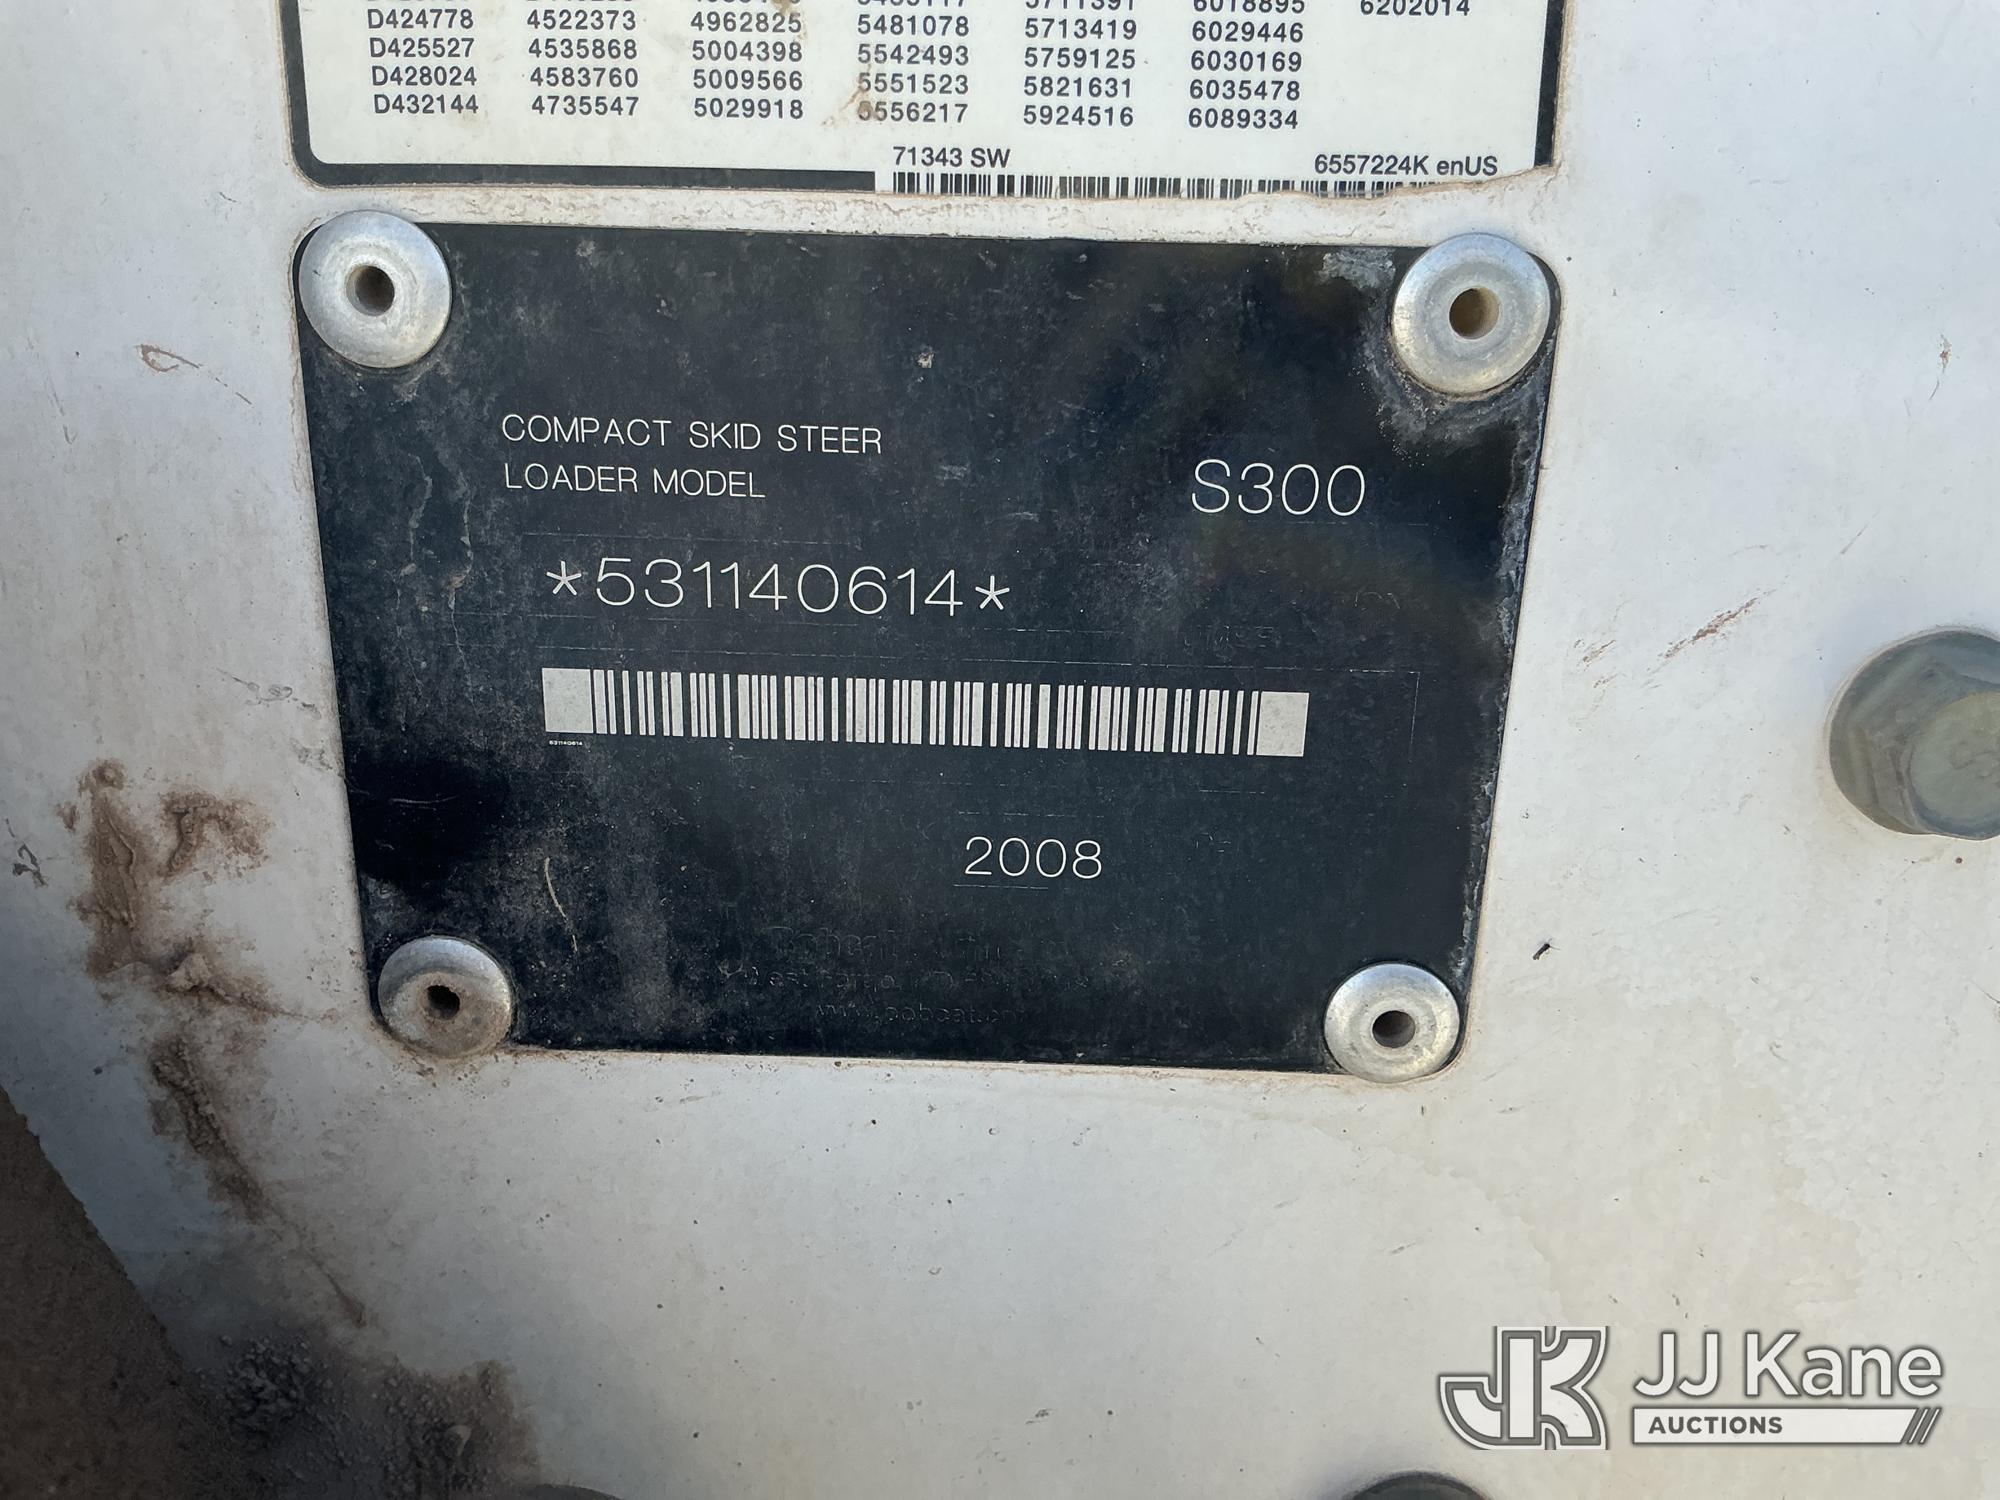 6202014
D424778 4522373 4962825 5481078 5713419 6029446
D425527 4535868 5004398 5542493 5759125 6030169
D428024 4583760 5009566 5551523 5821631 6035478
D432144 4735547 5029918 5556217 5924516 6089334
71343 SW 6557224K enUS
COMPACT SKID STEER
LOADER MODEL S300
*531140614*
531140614
2008
JJ Kane
AUCTIONS